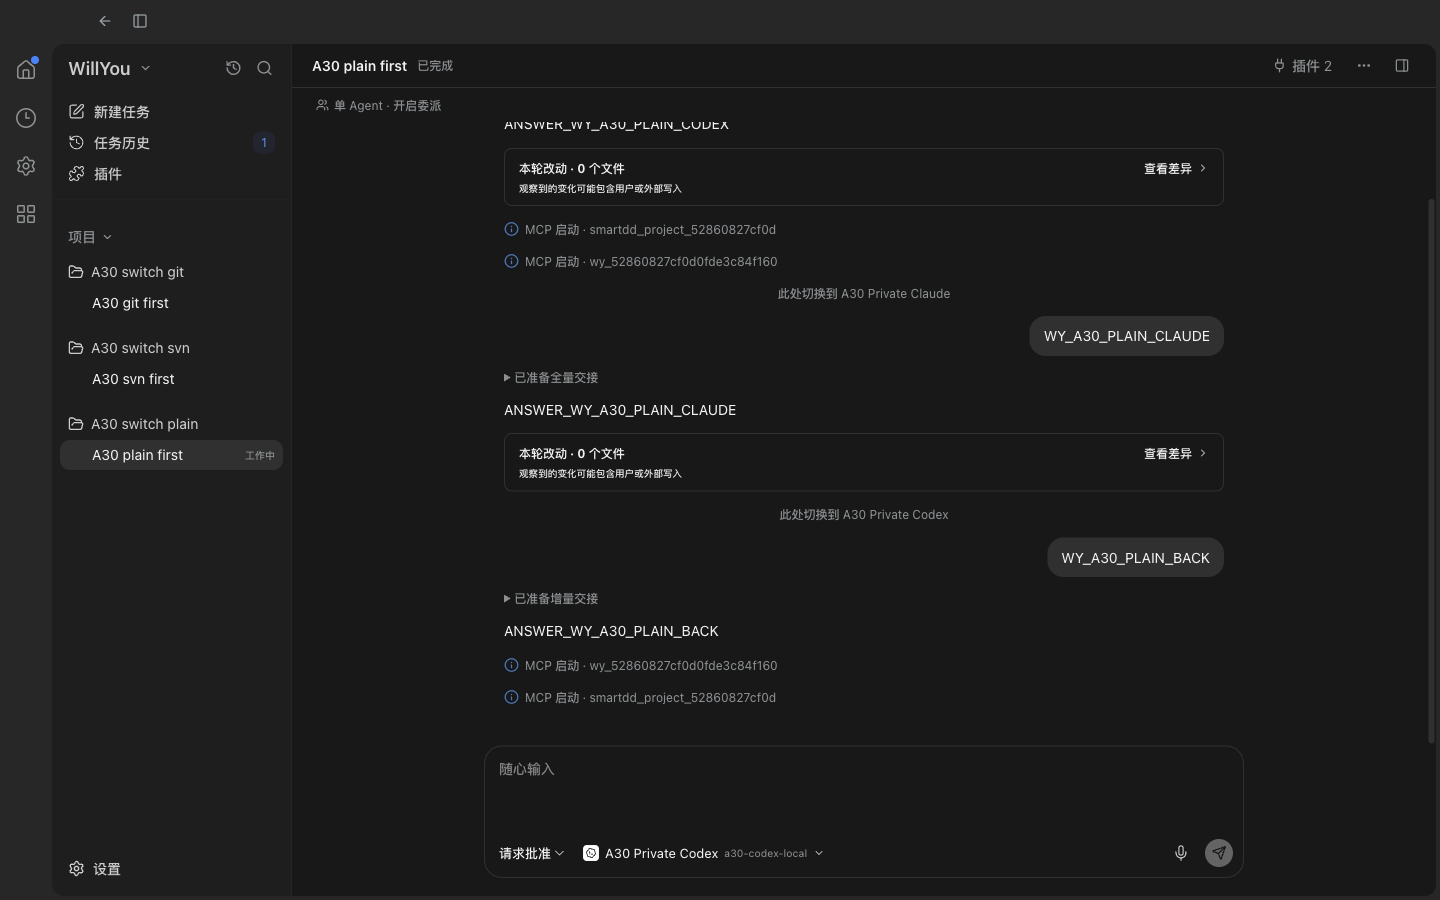 WillYou
新建任务
任务历史 1
插件
项目
A30 switch git
A30 git first
A30 switch svn
A30 svn first
A30 switch plain
A30 plain first 工作中
设置
A30 plain first 已完成
插件 2
单 Agent · 开启委派
ANSWER_WY_A30_PLAIN_CODEX
本轮改动 · 0 个文件 查看差异
观察到的变化可能包含用户或外部写入
MCP 启动 · smartdd_project_52860827cf0d
MCP 启动 · wy_52860827cf0d0fde3c84f160
此处切换到 A30 Private Claude
WY_A30_PLAIN_CLAUDE
已准备全量交接
ANSWER_WY_A30_PLAIN_CLAUDE
本轮改动 · 0 个文件 查看差异
观察到的变化可能包含用户或外部写入
此处切换到 A30 Private Codex
WY_A30_PLAIN_BACK
已准备增量交接
ANSWER_WY_A30_PLAIN_BACK
MCP 启动 · wy_52860827cf0d0fde3c84f160
MCP 启动 · smartdd_project_52860827cf0d
随心输入
请求批准 A30 Private Codex a30-codex-local